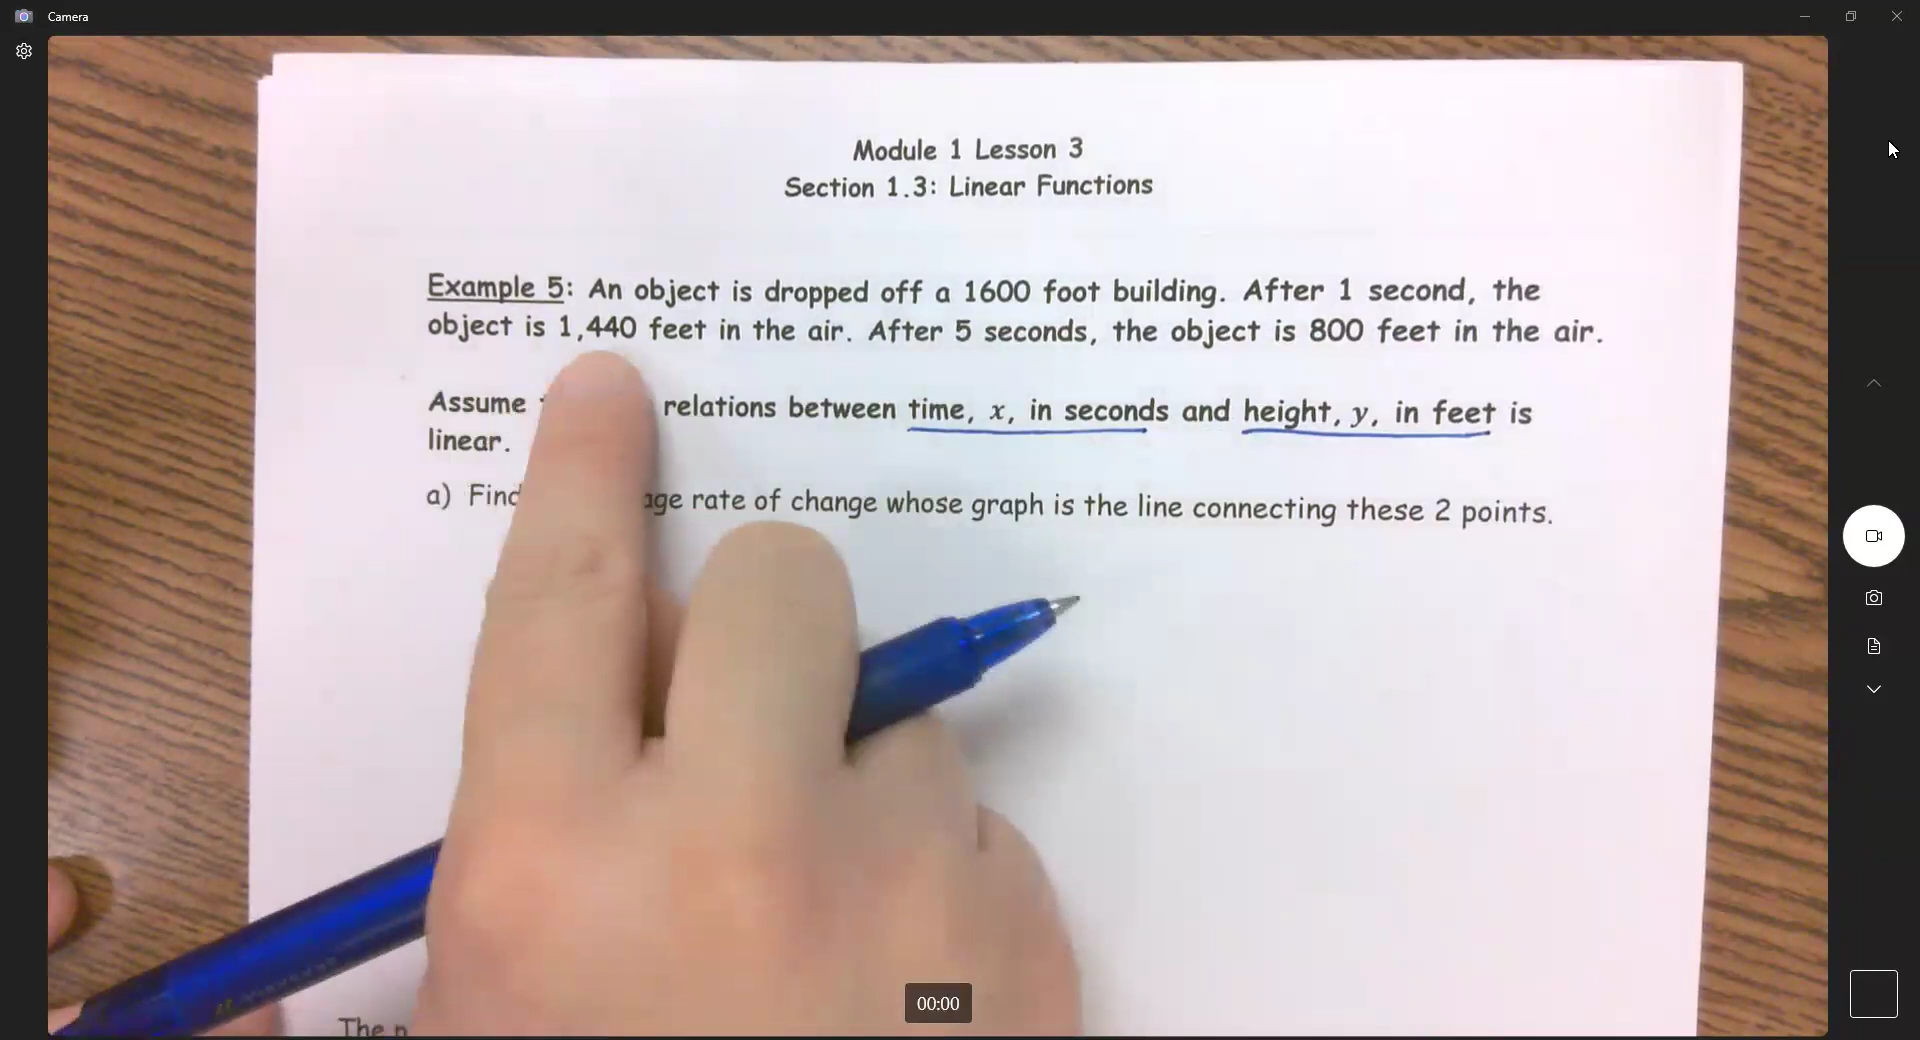 Camera
Module 1 Lesson 3
Section 1.3: Linear Functions
Example 5: An object is dropped off a 1600 foot building. After 1 second, the
object is 1,440 feet in the air. After 5 seconds, the object is 800 feet in the air.
Assume relations between time, x, in seconds and height, y, in feet is
linear.
a) Find rate of change whose graph is the line connecting these 2 points.
The
00:00